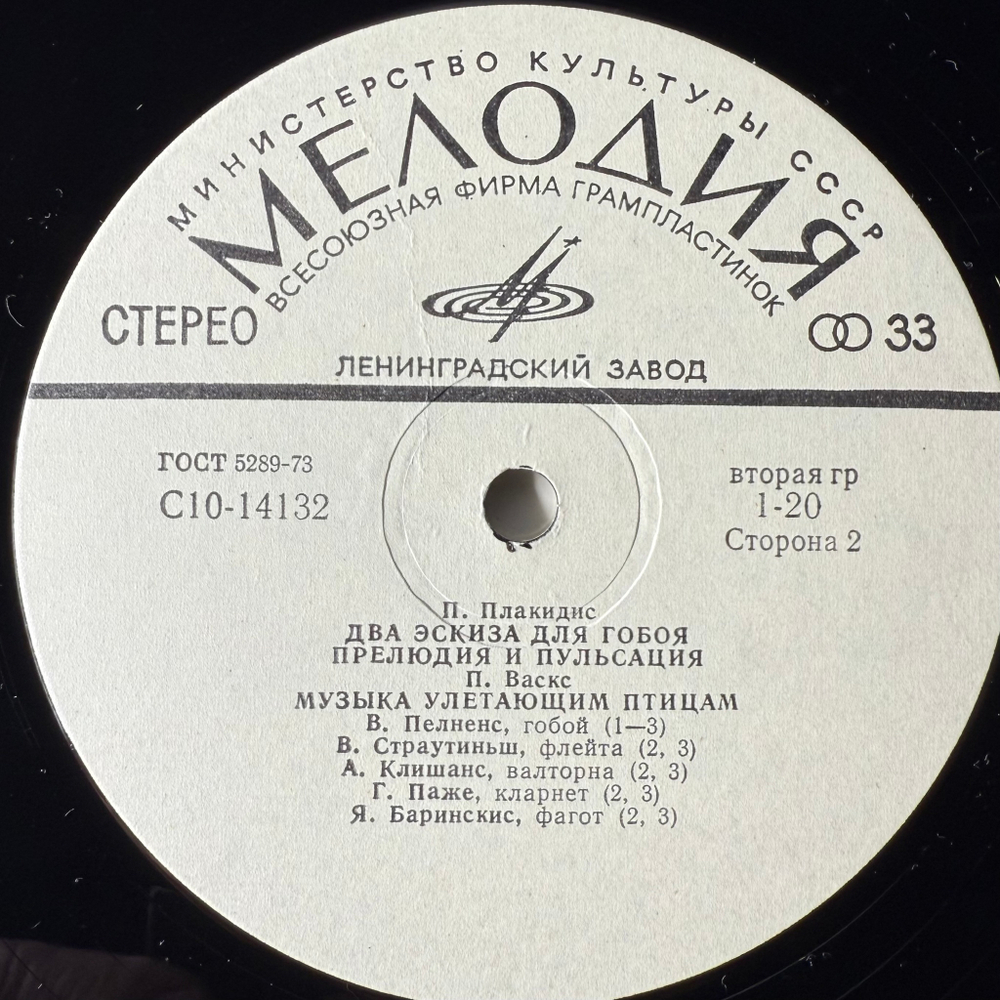 МИНИСТЕРСТВО КУЛЬТУРЫ СССР
МЕЛОДИЯ
ВСЕСОЮЗНАЯ ФИРМА ГРАМПЛАСТИНОК
СТЕРЕО
33
ЛЕНИНГРАДСКИЙ ЗАВОД
ГОСТ 5289-73
С10-14132
вторая гр
1-20
Сторона 2
П. Плакидис
ДВА ЭСКИЗА ДЛЯ ГОБОЯ
ПРЕЛЮДИЯ И ПУЛЬСАЦИЯ
П. Васкс
МУЗЫКА УЛЕТАЮЩИМ ПТИЦАМ
В. Пелненс, гобой (1—3)
В. Страутиньш, флейта (2, 3)
А. Клишанс, валторна (2, 3)
Г. Паже, кларнет (2, 3)
Я. Баринскис, фагот (2, 3)